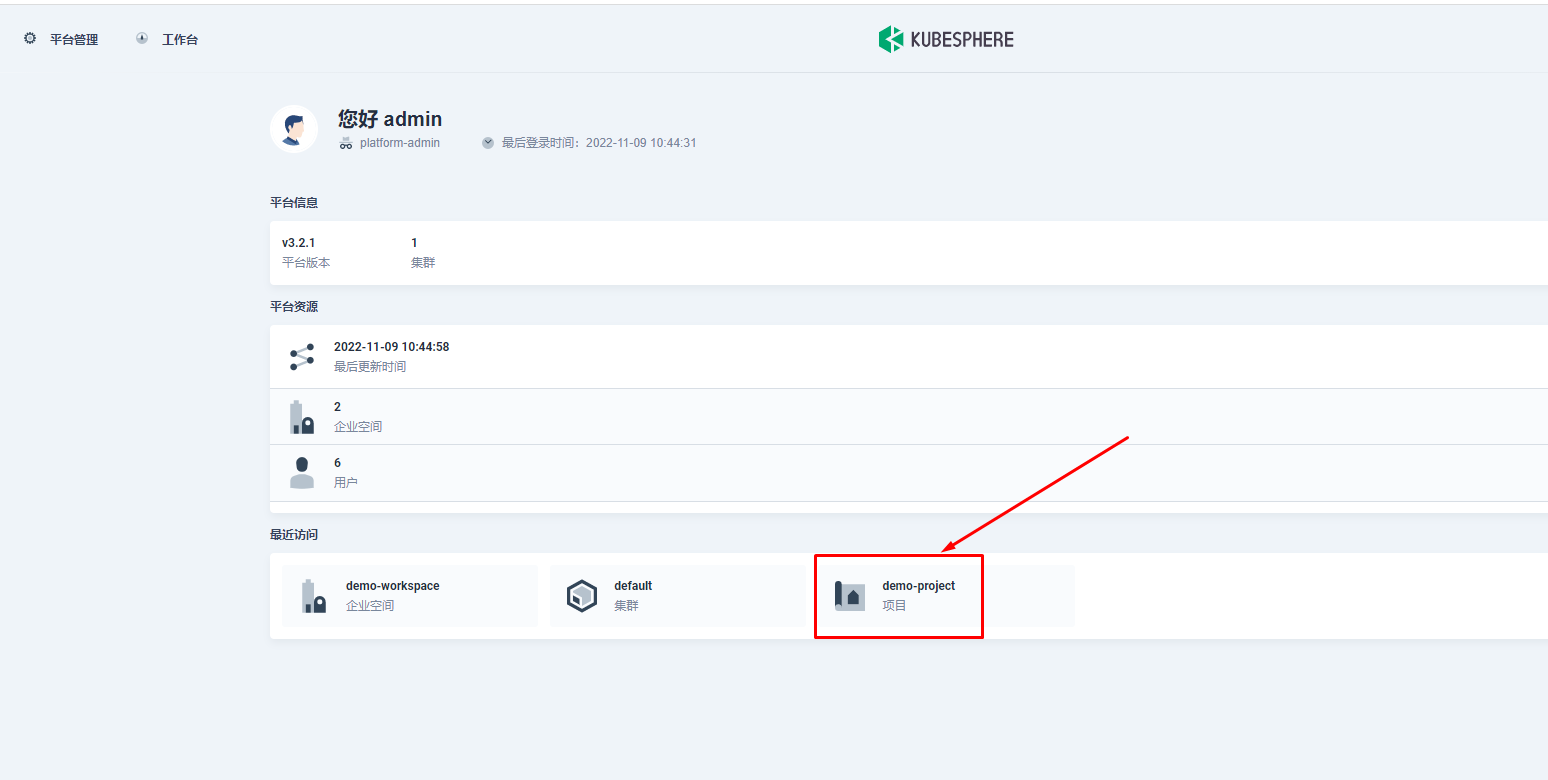 平台管理 工作台 KUBESPHERE
您好 admin
platform-admin 最后登录时间：2022-11-09 10:44:31
平台信息
v3.2.1 1
平台版本 集群
平台资源
2022-11-09 10:44:58
最后更新时间
2
企业空间
6
用户
最近访问
demo-workspace default demo-project
企业空间 集群 项目